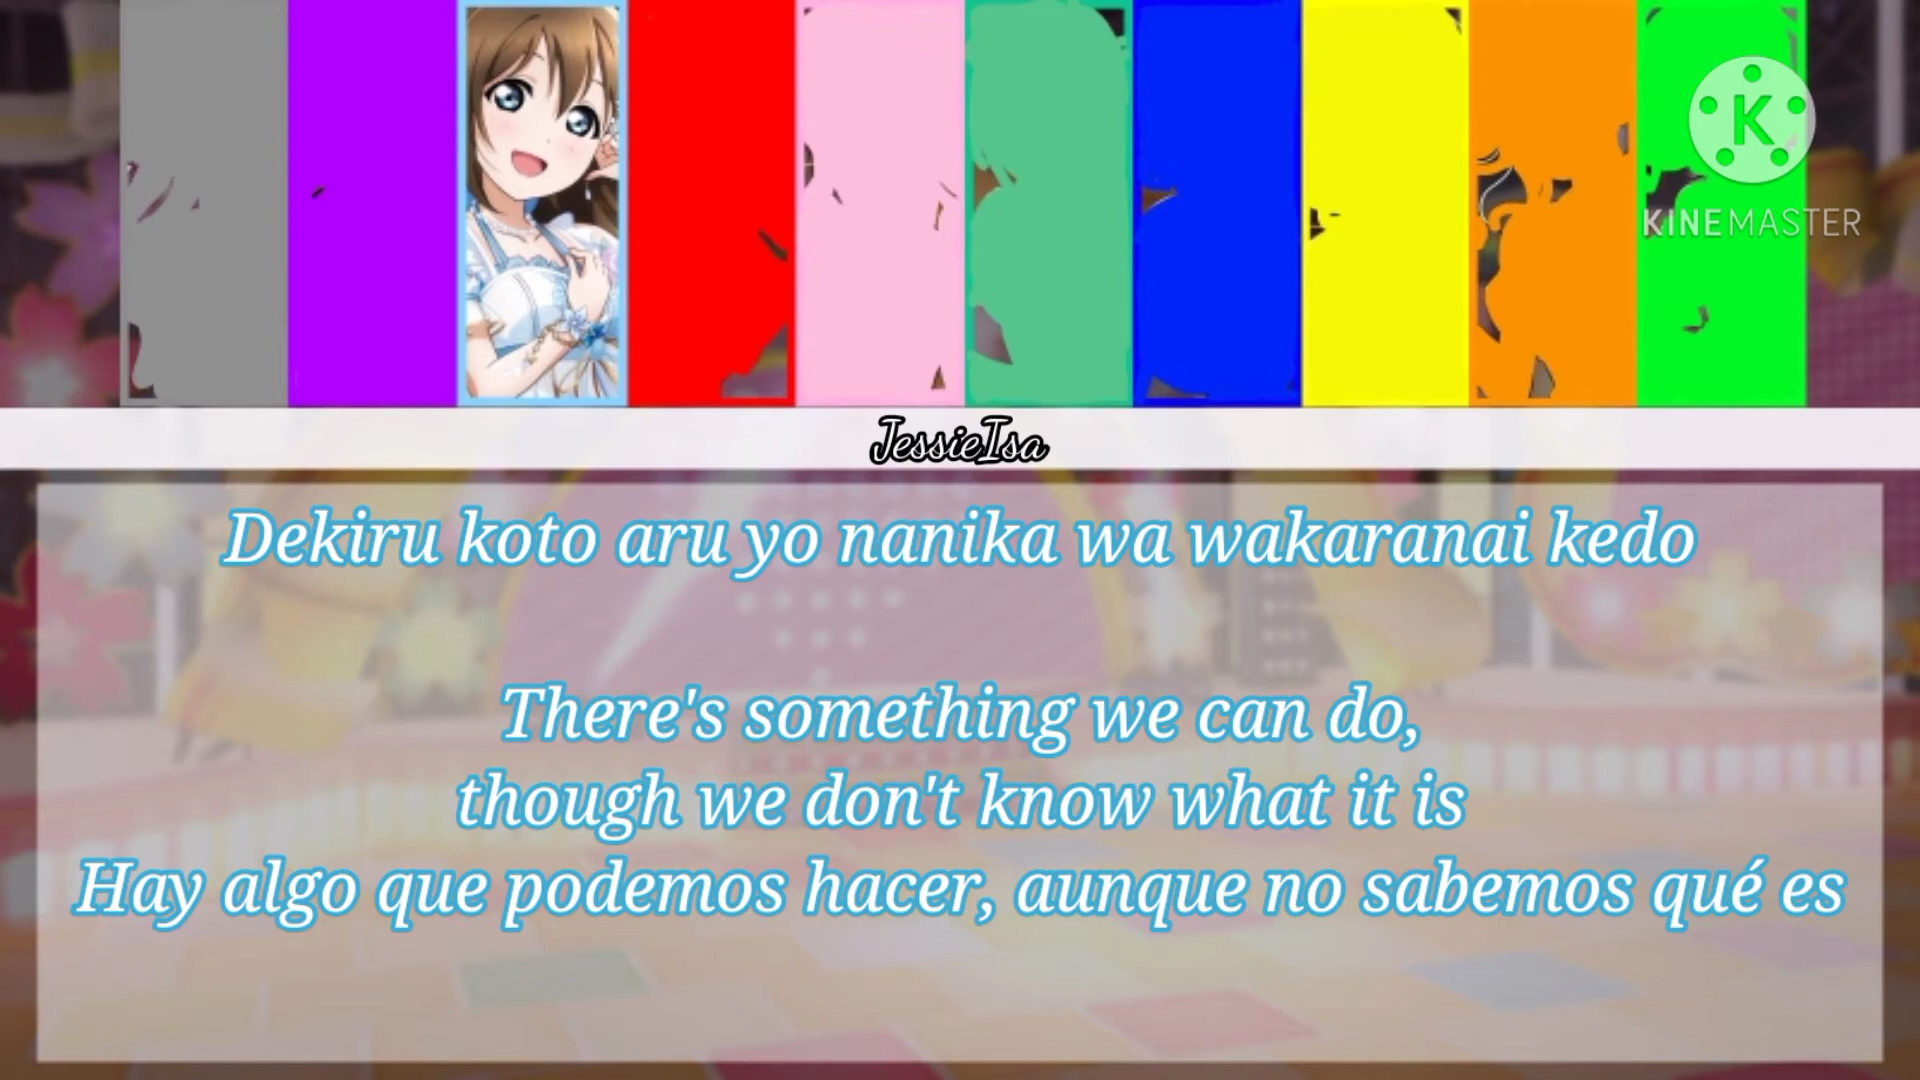 K
KINEMASTER
JessieIsa
Dekiru koto aru yo nanika wa wakaranai kedo
There's something we can do,
though we don't know what it is
Hay algo que podemos hacer, aunque no sabemos qué es